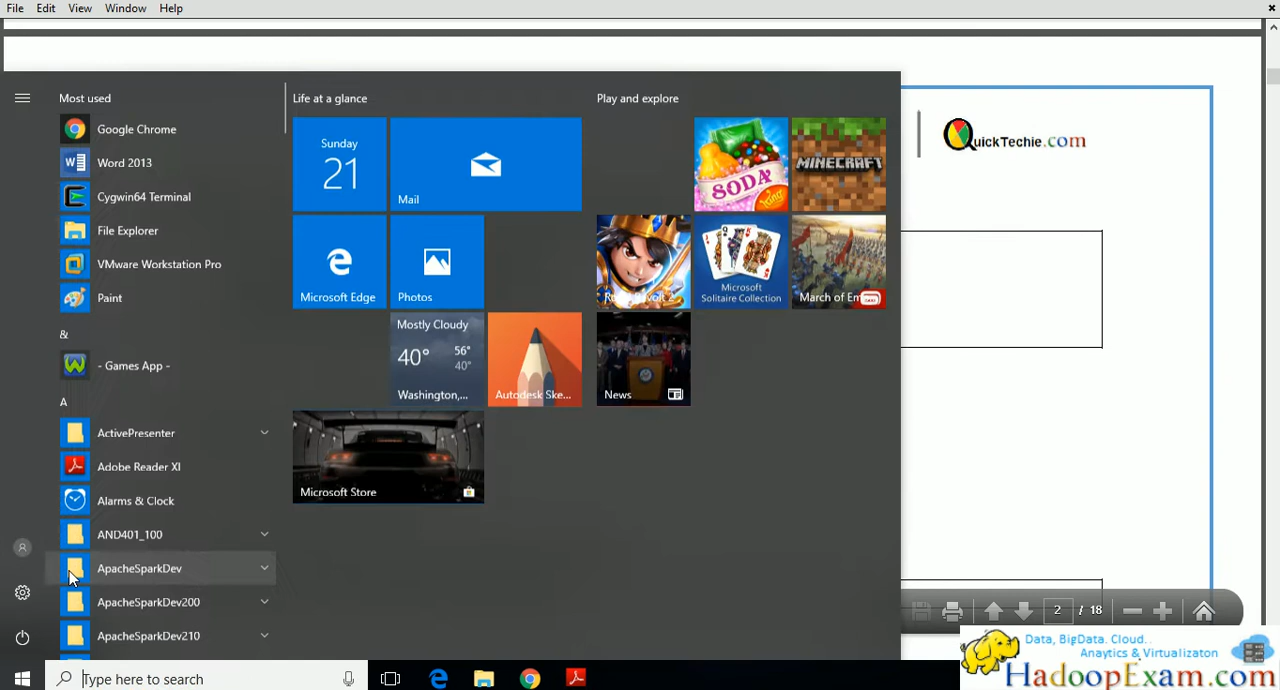 File Edit View Window Help
Most used
Google Chrome
Word 2013
Cygwin64 Terminal
File Explorer
VMware Workstation Pro
Paint
&
- Games App -
A
ActivePresenter
Adobe Reader XI
Alarms & Clock
AND401_100
ApacheSparkDev
ApacheSparkDev200
ApacheSparkDev210
Life at a glance
Sunday
21
Mail
Microsoft Edge
Photos
Mostly Cloudy
40° 56°
40°
Washington,...
Autodesk Ske...
Microsoft Store
Play and explore
SODA
King
MINECRAFT
Microsoft
Solitaire Collection
March of Em
News
QuickTechie.com
2 / 18
Type here to search
Data, BigData. Cloud..
Anaytics & Virtualizaton
HadoopExam.com